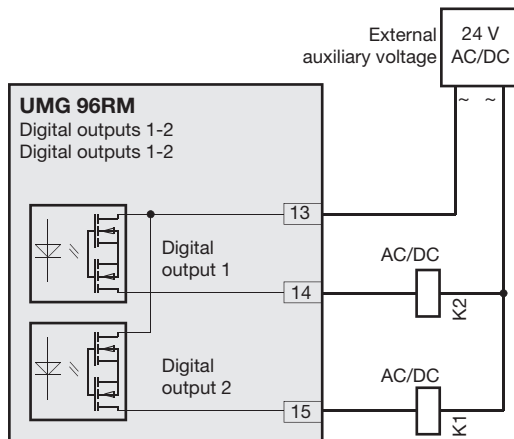 External
auxiliary voltage
24 V
AC/DC
~ ~
UMG 96RM
Digital outputs 1-2
Digital outputs 1-2
13
Digital
output 1
AC/DC
14
K2
Digital
output 2
AC/DC
15
K1